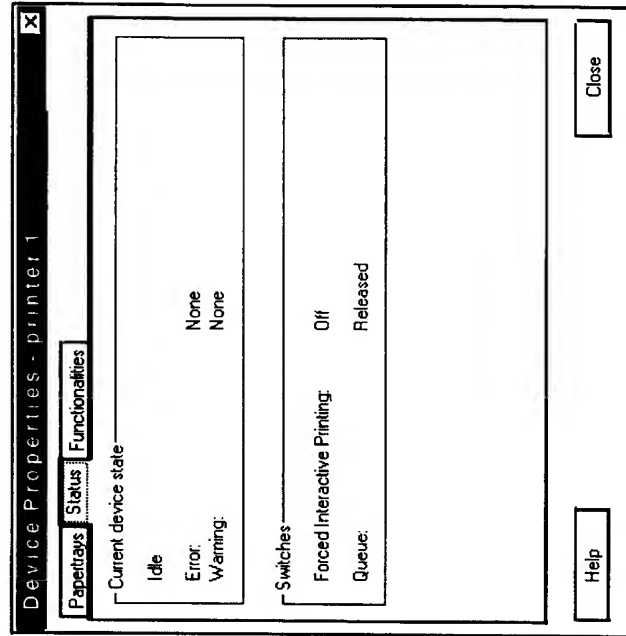 Device Properties - printer 1
Papertrays Status Functionalities
Current device state
Idle
Error: None
Warning: None
Switches
Forced Interactive Printing: Off
Queue: Released
Help Close